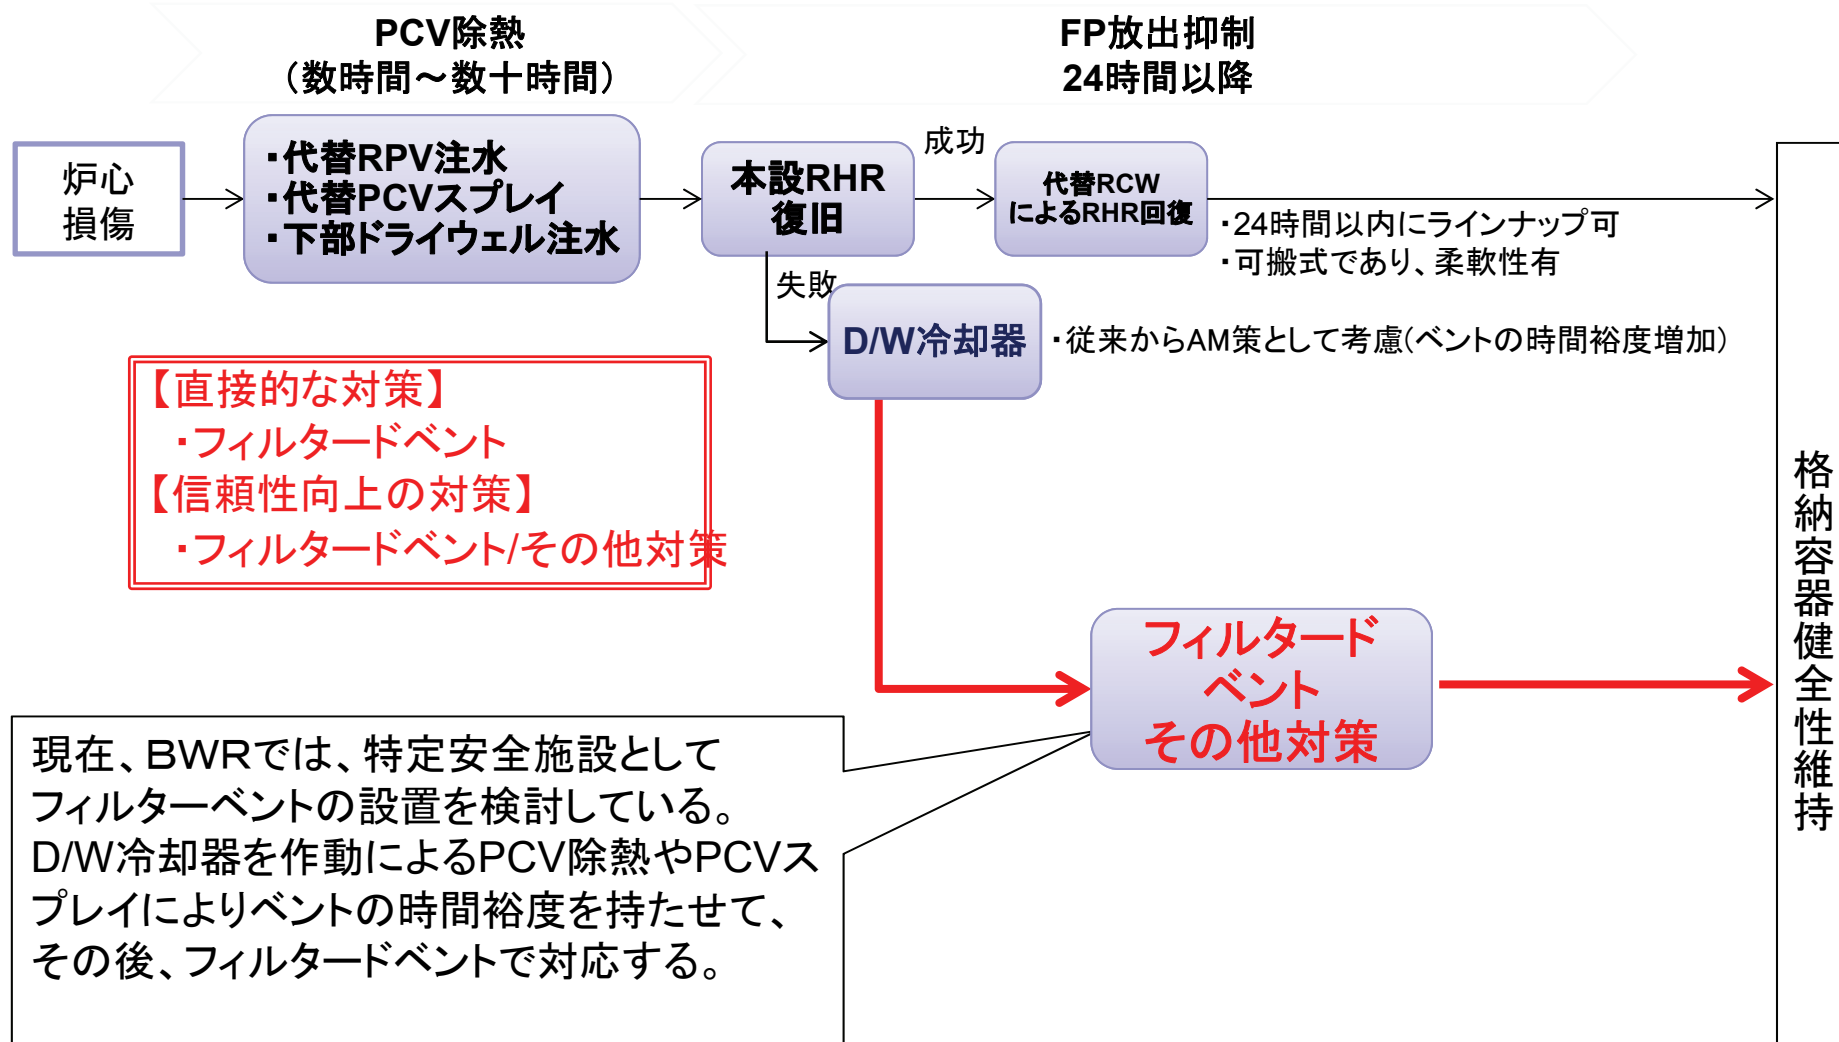 PCV除熱
（数時間～数十時間）
FP放出抑制
24時間以降
炉心
損傷
・代替RPV注水
・代替PCVスプレイ
・下部ドライウェル注水
本設RHR
復旧
成功
代替RCW
によるRHR回復
・24時間以内にラインナップ可
・可搬式であり、柔軟性有
失敗
D/W冷却器
・従来からAM策として考慮(ベントの時間裕度増加)
【直接的な対策】
・フィルタードベント
【信頼性向上の対策】
・フィルタードベント/その他対策
フィルタード
ベント
その他対策
格納容器健全性維持
現在、ＢＷＲでは、特定安全施設として
フィルターベントの設置を検討している。
D/W冷却器を作動によるPCV除熱やPCVス
プレイによりベントの時間裕度を持たせて、
その後、フィルタードベントで対応する。